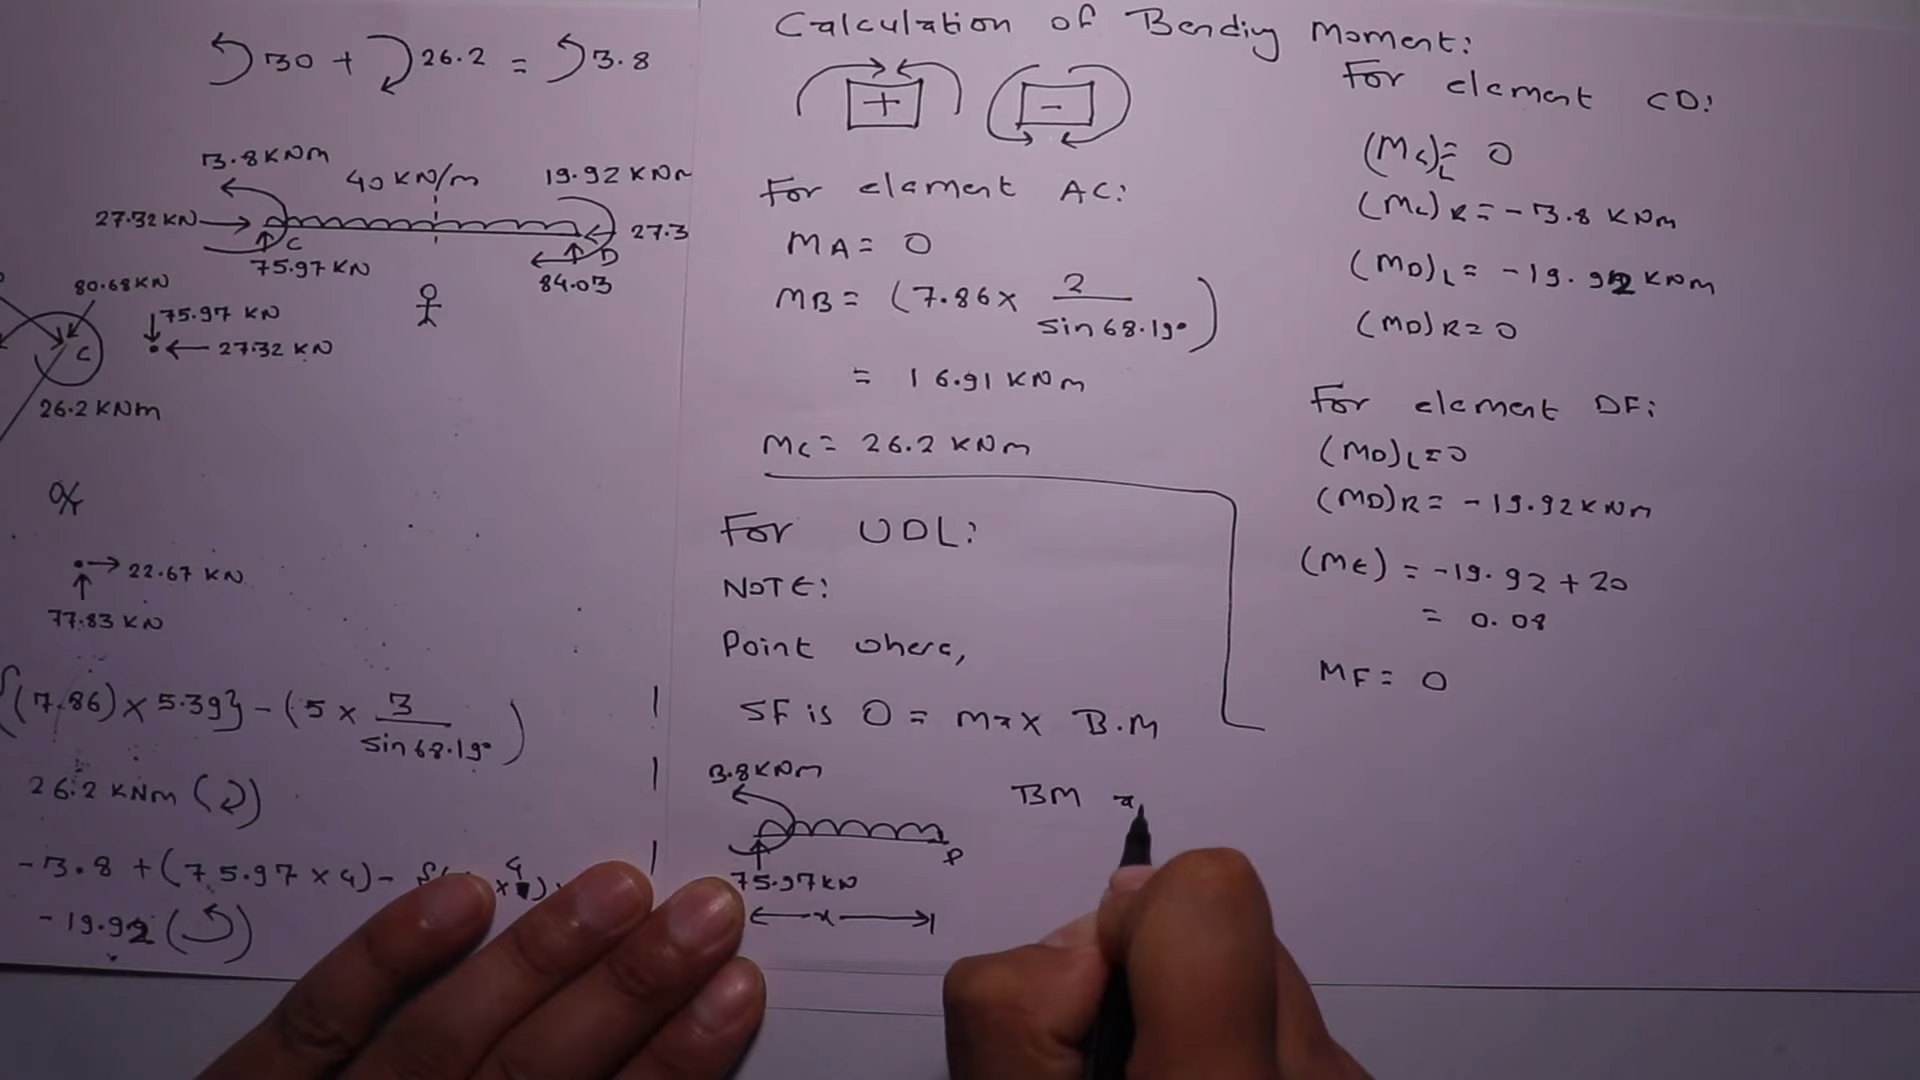 30 + 26.2 = 3.8
3.8 KNm
40 KN/m
19.92 KNm
27.32 KN
27.3
C
D
75.97 KN
84.03
80.68 KN
75.97 KN
C
27.32 KN
26.2 KNm
22.67 KN
77.83 KN
(7.86) × 5.39} - (5 × 3 / sin 68.19°)
26.2 KNm ( )
-3.8 + (75.97 × 4) -
-19.92 ( )
Calculation of Bending Moment:
+ -
For element AC:
MA = 0
MB = (7.86 × 2 / sin 68.19°)
= 16.91 KNm
Mc = 26.2 KNm
For UDL:
NOTE:
Point where,
SF is 0 = max B.M
3.8 KNm
P
75.97 KN
x
BM
For element CD:
(Mc)L = 0
(Mc)R = -3.8 KNm
(MD)L = -19.92 KNm
(MD)R = 0
For element DF:
(MD)L = 0
(MD)R = -19.92 KNm
(ME) = -19.92 + 20
= 0.08
MF = 0